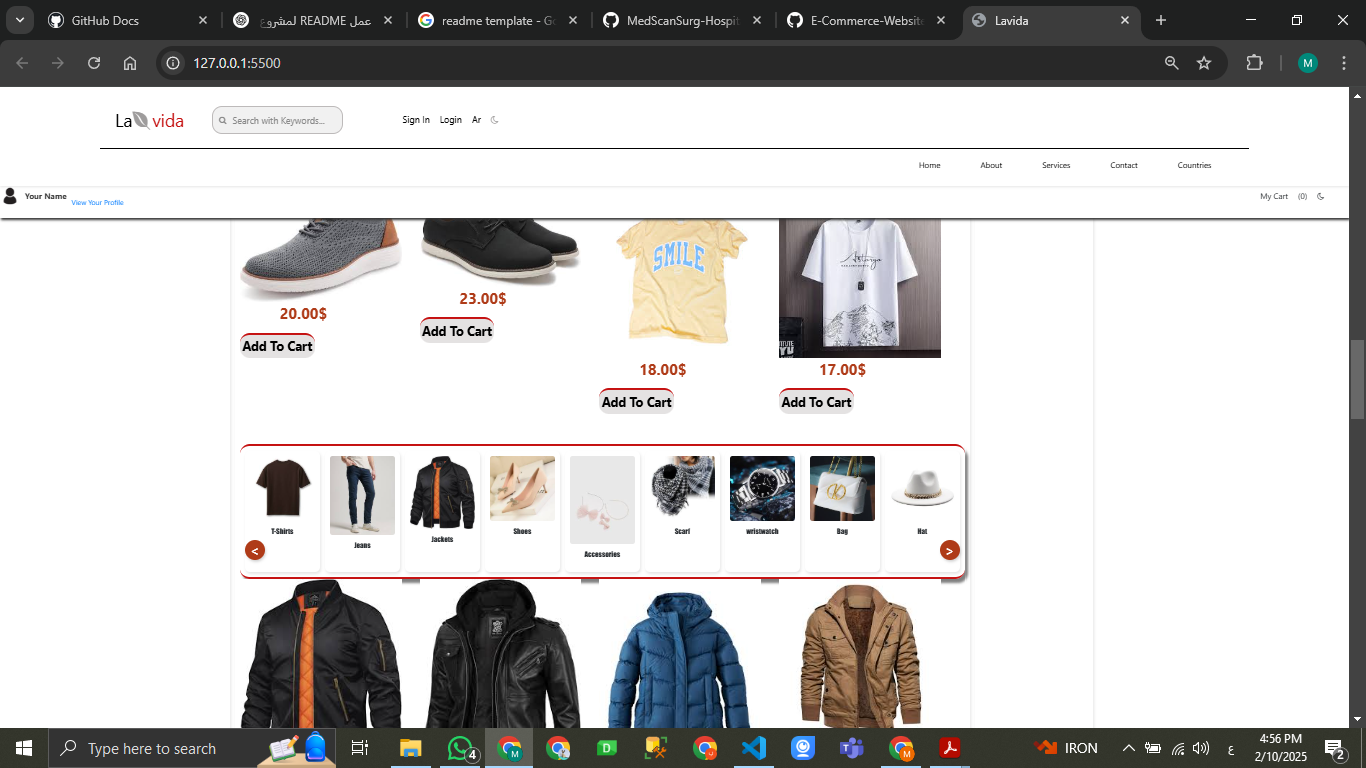 GitHub Docs
عمل README لمشروع
readme template - Go
MedScanSurg-Hospit
E-Commerce-Website
Lavida
127.0.0.1:5500
M
La vida
Search with Keywords...
Sign In Login Ar
Home About Services Contact Countries
Your Name View Your Profile
My Cart (0)
SMILE
20.00$
23.00$
Add To Cart
Add To Cart
18.00$
17.00$
Add To Cart
Add To Cart
T-Shirts
Jeans
Jackets
Shoes
Accessories
Scarf
wristwatch
Bag
Hat
<
>
Type here to search
4
IRON
ع
4:56 PM
2/10/2025
2